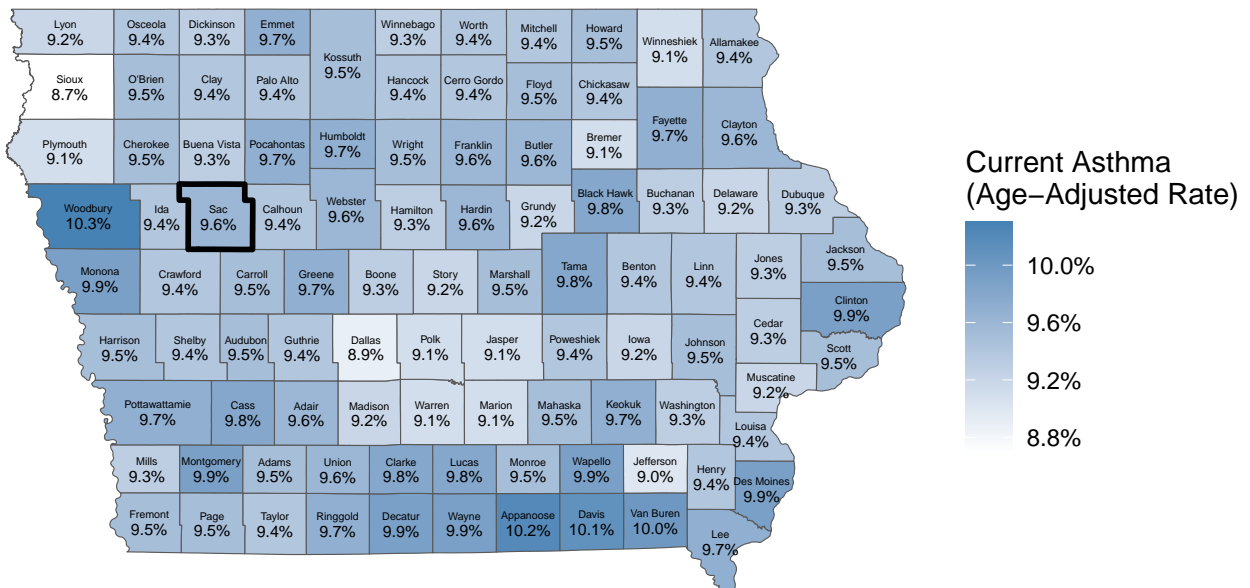 Lyon
9.2%
Osceola
9.4%
Dickinson
9.3%
Emmet
9.7%
Kossuth
9.5%
Winnebago
9.3%
Worth
9.4%
Mitchell
9.4%
Howard
9.5%
Winneshiek
9.1%
Allamakee
9.4%
Sioux
8.7%
O'Brien
9.5%
Clay
9.4%
Palo Alto
9.4%
Hancock
9.4%
Cerro Gordo
9.4%
Floyd
9.5%
Chickasaw
9.4%
Fayette
9.7%
Clayton
9.6%
Plymouth
9.1%
Cherokee
9.5%
Buena Vista
9.3%
Pocahontas
9.7%
Humboldt
9.7%
Wright
9.5%
Franklin
9.6%
Butler
9.6%
Bremer
9.1%
Woodbury
10.3%
Ida
9.4%
Sac
9.6%
Calhoun
9.4%
Webster
9.6%
Hamilton
9.3%
Hardin
9.6%
Grundy
9.2%
Black Hawk
9.8%
Buchanan
9.3%
Delaware
9.2%
Dubuque
9.3%
Monona
9.9%
Crawford
9.4%
Carroll
9.5%
Greene
9.7%
Boone
9.3%
Story
9.2%
Marshall
9.5%
Tama
9.8%
Benton
9.4%
Linn
9.4%
Jones
9.3%
Jackson
9.5%
Clinton
9.9%
Cedar
9.3%
Scott
9.5%
Harrison
9.5%
Shelby
9.4%
Audubon
9.5%
Guthrie
9.4%
Dallas
8.9%
Polk
9.1%
Jasper
9.1%
Poweshiek
9.4%
Iowa
9.2%
Johnson
9.5%
Muscatine
9.2%
Pottawattamie
9.7%
Cass
9.8%
Adair
9.6%
Madison
9.2%
Warren
9.1%
Marion
9.1%
Mahaska
9.5%
Keokuk
9.7%
Washington
9.3%
Louisa
9.4%
Mills
9.3%
Montgomery
9.9%
Adams
9.5%
Union
9.6%
Clarke
9.8%
Lucas
9.8%
Monroe
9.5%
Wapello
9.9%
Jefferson
9.0%
Henry
9.4%
Des Moines
9.9%
Fremont
9.5%
Page
9.5%
Taylor
9.4%
Ringgold
9.7%
Decatur
9.9%
Wayne
9.9%
Appanoose
10.2%
Davis
10.1%
Van Buren
10.0%
Lee
9.7%
Current Asthma
(Age−Adjusted Rate)
10.0%
9.6%
9.2%
8.8%